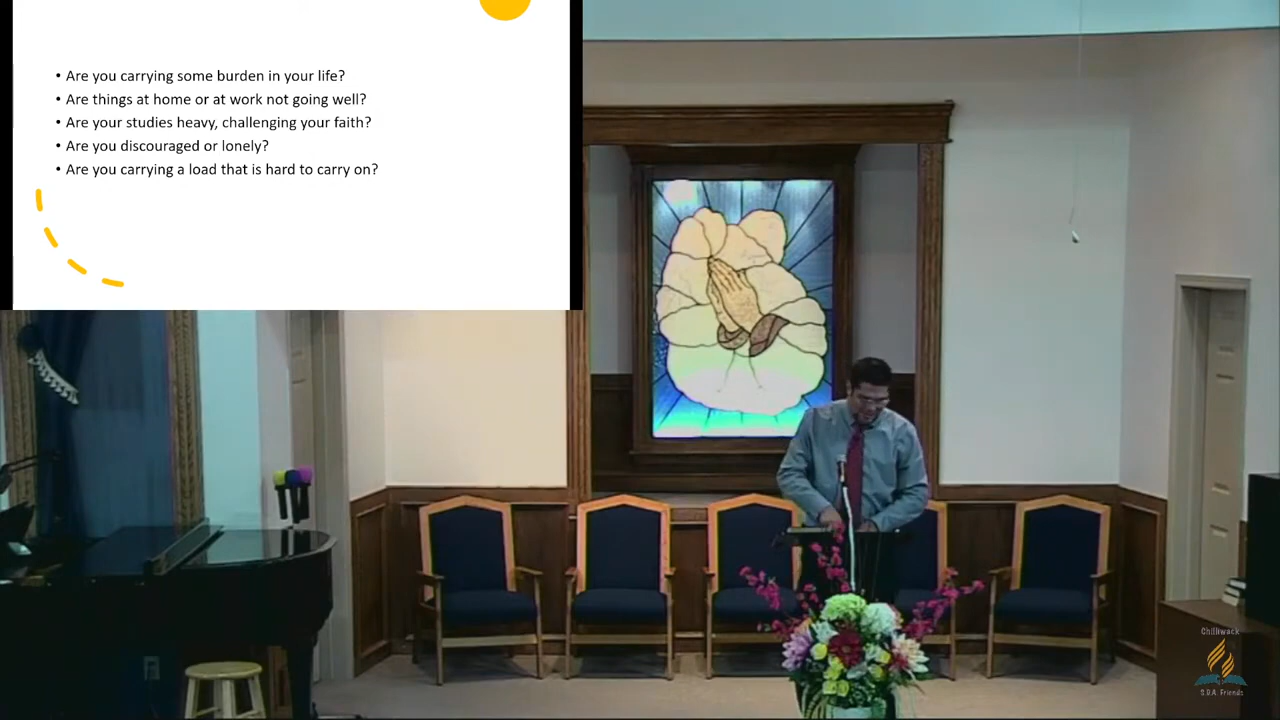 • Are you carrying some burden in your life?
• Are things at home or at work not going well?
• Are your studies heavy, challenging your faith?
• Are you discouraged or lonely?
• Are you carrying a load that is hard to carry on?
Chilliwack
S.D.A. Friends